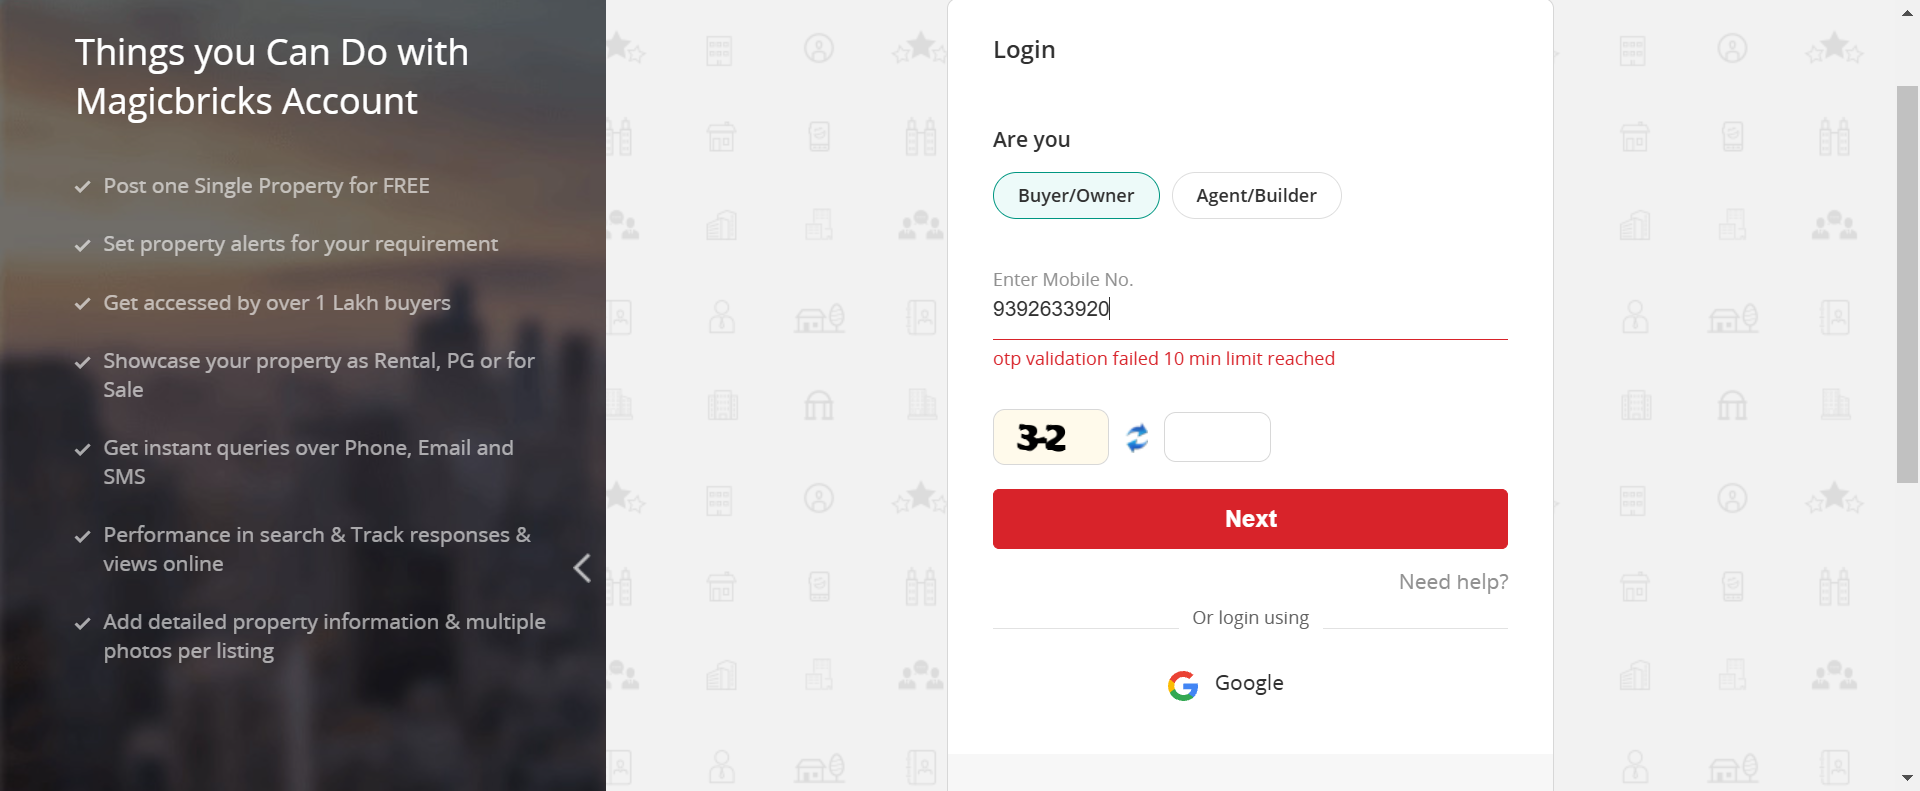 Things you Can Do with
Magicbricks Account
Post one Single Property for FREE
Set property alerts for your requirement
Get accessed by over 1 Lakh buyers
Showcase your property as Rental, PG or for
Sale
Get instant queries over Phone, Email and
SMS
Performance in search & Track responses &
views online
Add detailed property information & multiple
photos per listing
Login
Are you
Buyer/Owner Agent/Builder
Enter Mobile No.
9392633920
otp validation failed 10 min limit reached
3-2
Next
Need help?
Or login using
Google